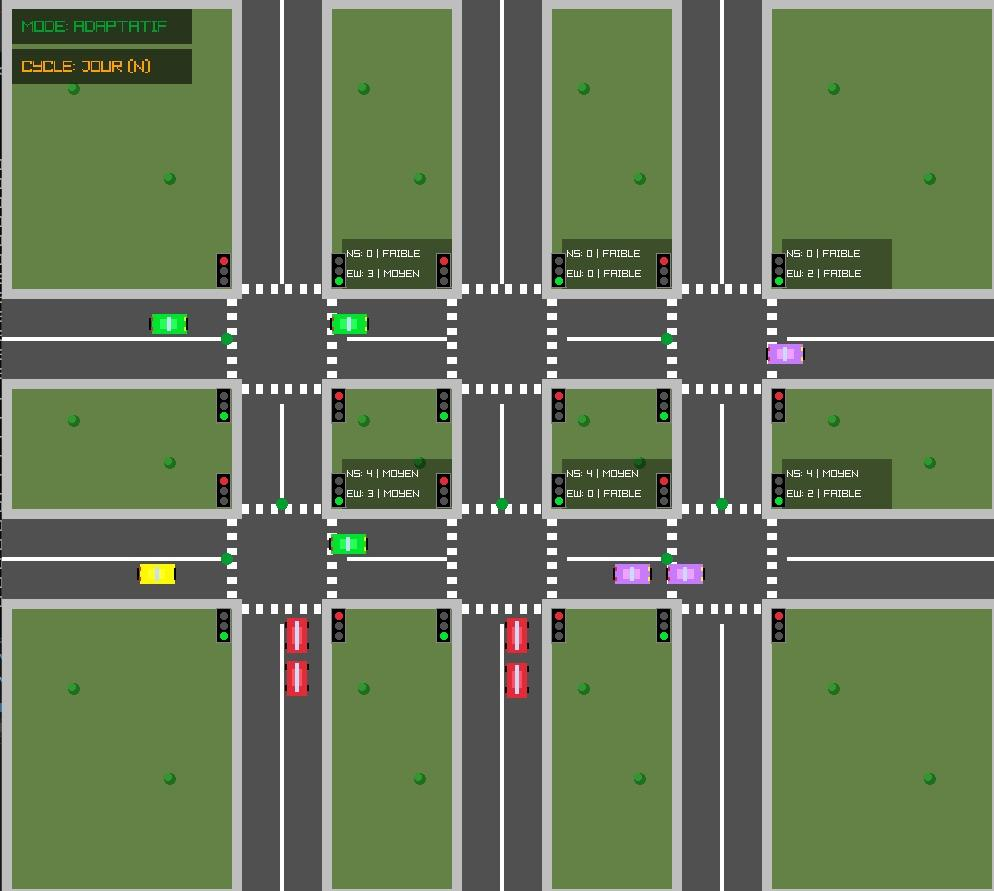 MODE: ADAPTATIF
CYCLE: JOUR (N)
NS: 0 | FAIBLE
EW: 3 | MOYEN
NS: 0 | FAIBLE
EW: 0 | FAIBLE
NS: 0 | FAIBLE
EW: 2 | FAIBLE
NS: 4 | MOYEN
EW: 3 | MOYEN
NS: 4 | MOYEN
EW: 0 | FAIBLE
NS: 4 | MOYEN
EW: 2 | FAIBLE